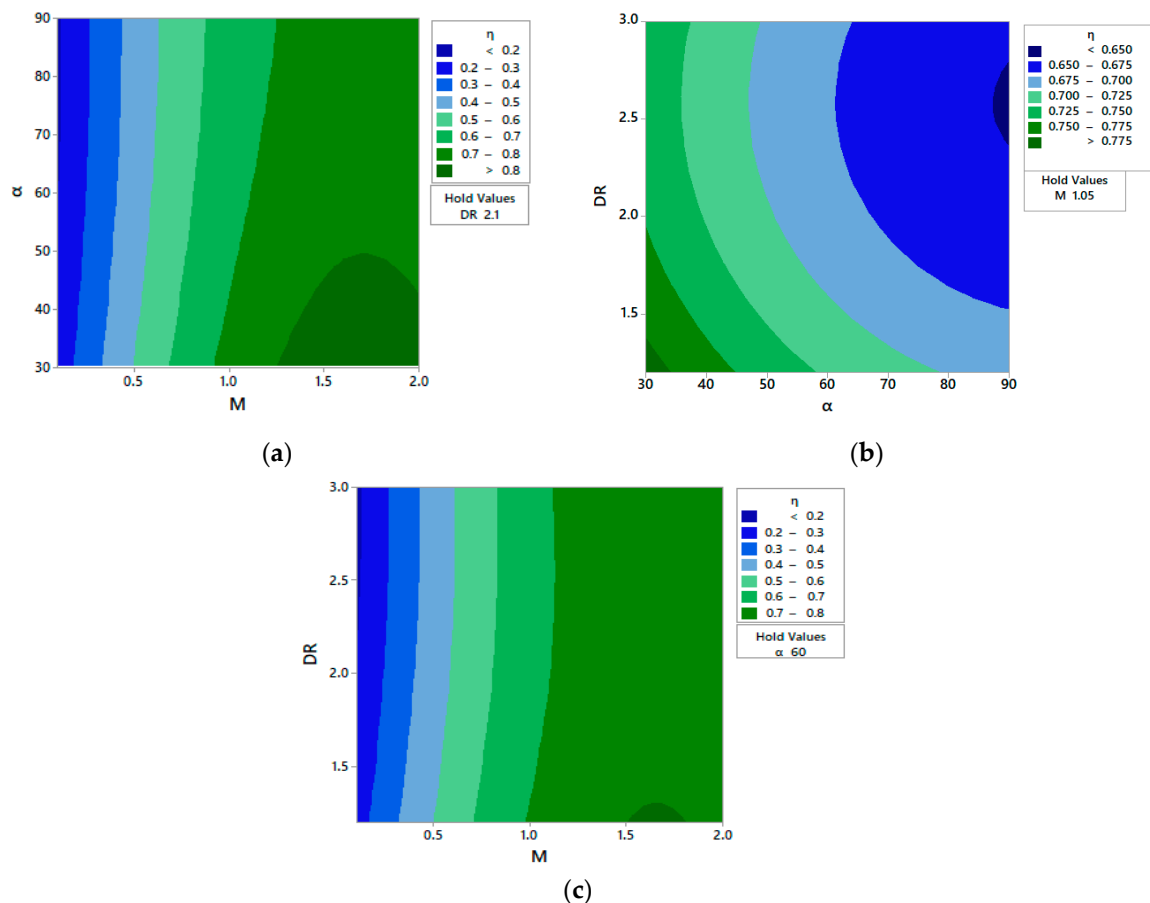 90
80
70
60
50
40
30
α
0.5
1.0
1.5
2.0
M
η
< 0.2
0.2 – 0.3
0.3 – 0.4
0.4 – 0.5
0.5 – 0.6
0.6 – 0.7
0.7 – 0.8
> 0.8
Hold Values
DR 2.1
(a)
3.0
2.5
2.0
1.5
DR
30
40
50
60
70
80
90
α
η
< 0.650
0.650 – 0.675
0.675 – 0.700
0.700 – 0.725
0.725 – 0.750
0.750 – 0.775
> 0.775
Hold Values
M 1.05
(b)
3.0
2.5
2.0
1.5
DR
0.5
1.0
1.5
2.0
M
η
< 0.2
0.2 – 0.3
0.3 – 0.4
0.4 – 0.5
0.5 – 0.6
0.6 – 0.7
0.7 – 0.8
Hold Values
α 60
(c)